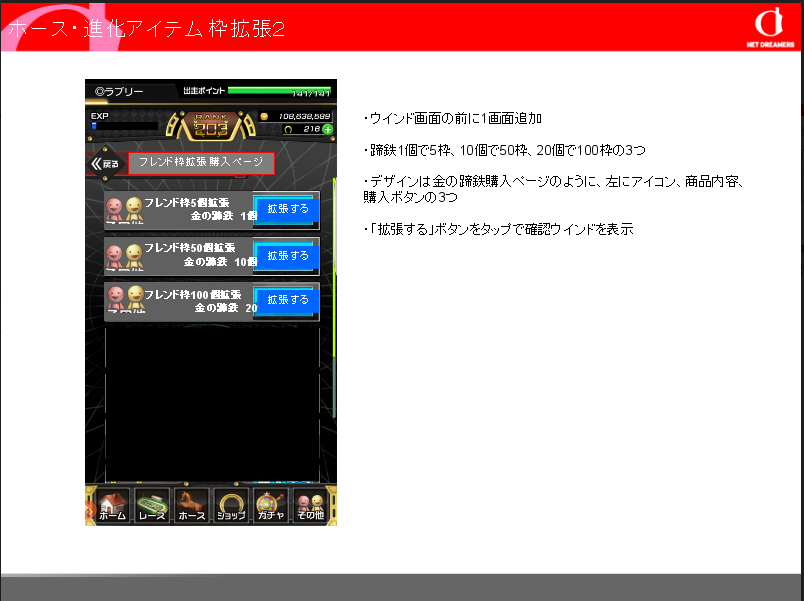 ホース・進化アイテム 枠拡張2
NET DREAMERS
◎ラブリー
出走ポイント
141/141
EXP
RANK
203
108,638,589
216
戻る
フレンド枠拡張 購入ページ
フレンド枠5個拡張
金の蹄鉄 1個
拡張する
フレンド枠50個拡張
金の蹄鉄 10個
拡張する
フレンド枠100個拡張
金の蹄鉄 20
拡張する
ホーム
レース
ホース
ショップ
ガチャ
その他
・ウインド画面の前に1画面追加
・蹄鉄1個で5枠、10個で50枠、20個で100枠の3つ
・デザインは金の蹄鉄購入ページのように、左にアイコン、商品内容、
購入ボタンの3つ
・「拡張する」ボタンをタップで確認ウインドを表示